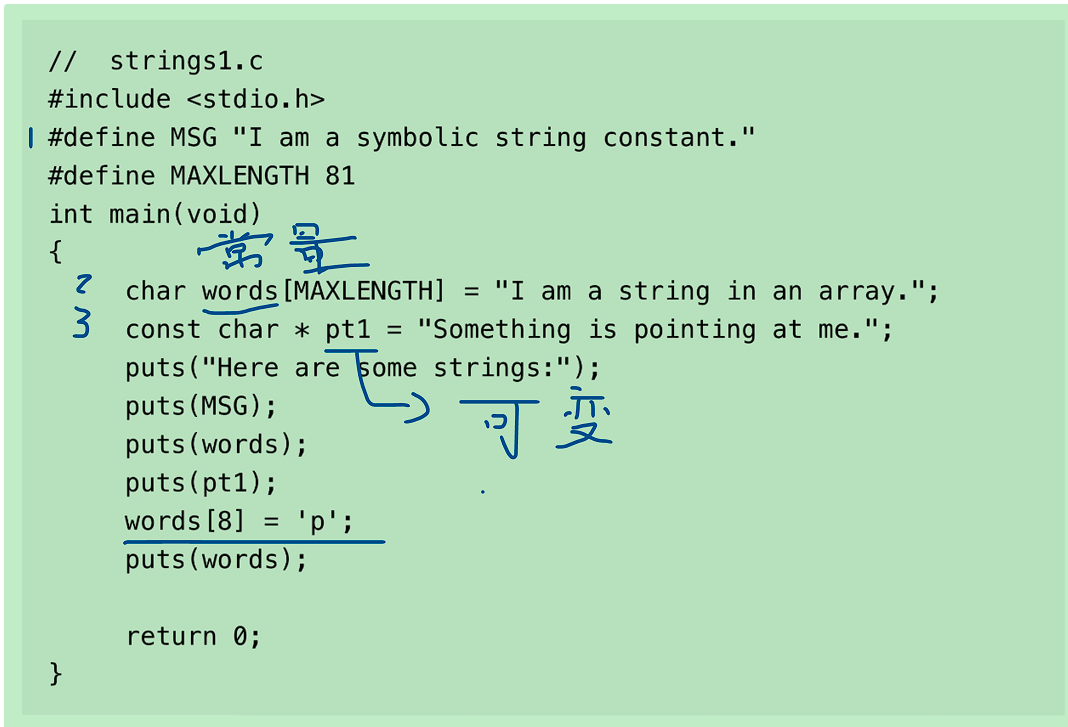 //  strings1.c
#include <stdio.h>
1 #define MSG "I am a symbolic string constant."
#define MAXLENGTH 81
int main(void)
{
常量
2 char words[MAXLENGTH] = "I am a string in an array.";
3 const char * pt1 = "Something is pointing at me.";
puts("Here are some strings:");
puts(MSG);
可变
puts(words);
puts(pt1);
words[8] = 'p';
puts(words);
return 0;
}